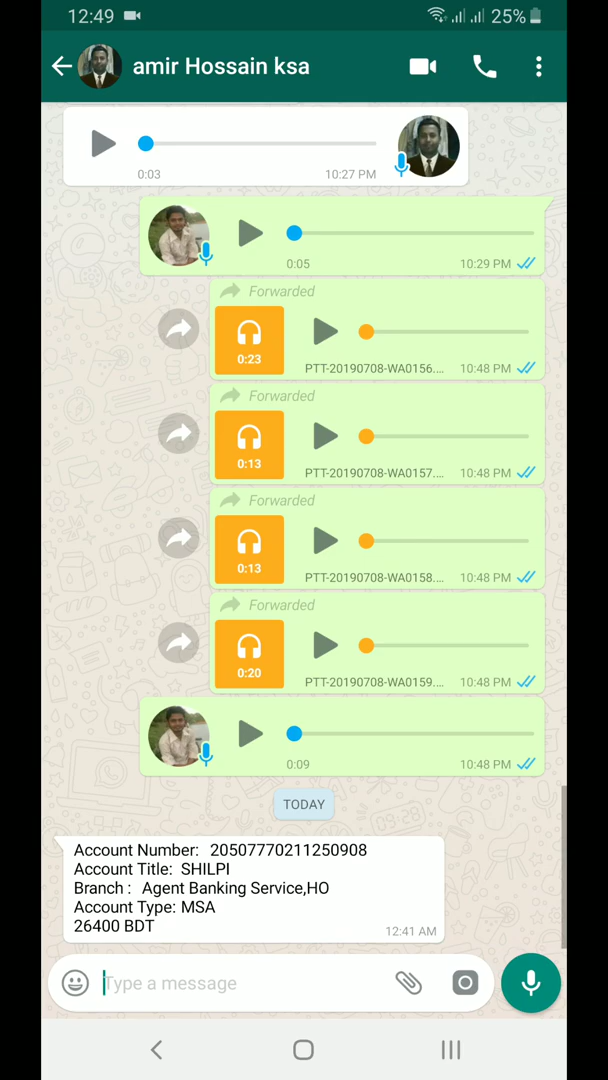 12:49
25%
amir Hossain ksa
0:03 10:27 PM
0:05 10:29 PM
Forwarded
0:23
PTT-20190708-WA0156.... 10:48 PM
Forwarded
0:13
PTT-20190708-WA0157.... 10:48 PM
Forwarded
0:13
PTT-20190708-WA0158.... 10:48 PM
Forwarded
0:20
PTT-20190708-WA0159.... 10:48 PM
0:09 10:48 PM
TODAY
Account Number: 20507770211250908
Account Title: SHILPI
Branch : Agent Banking Service,HO
Account Type: MSA
26400 BDT
12:41 AM
Type a message